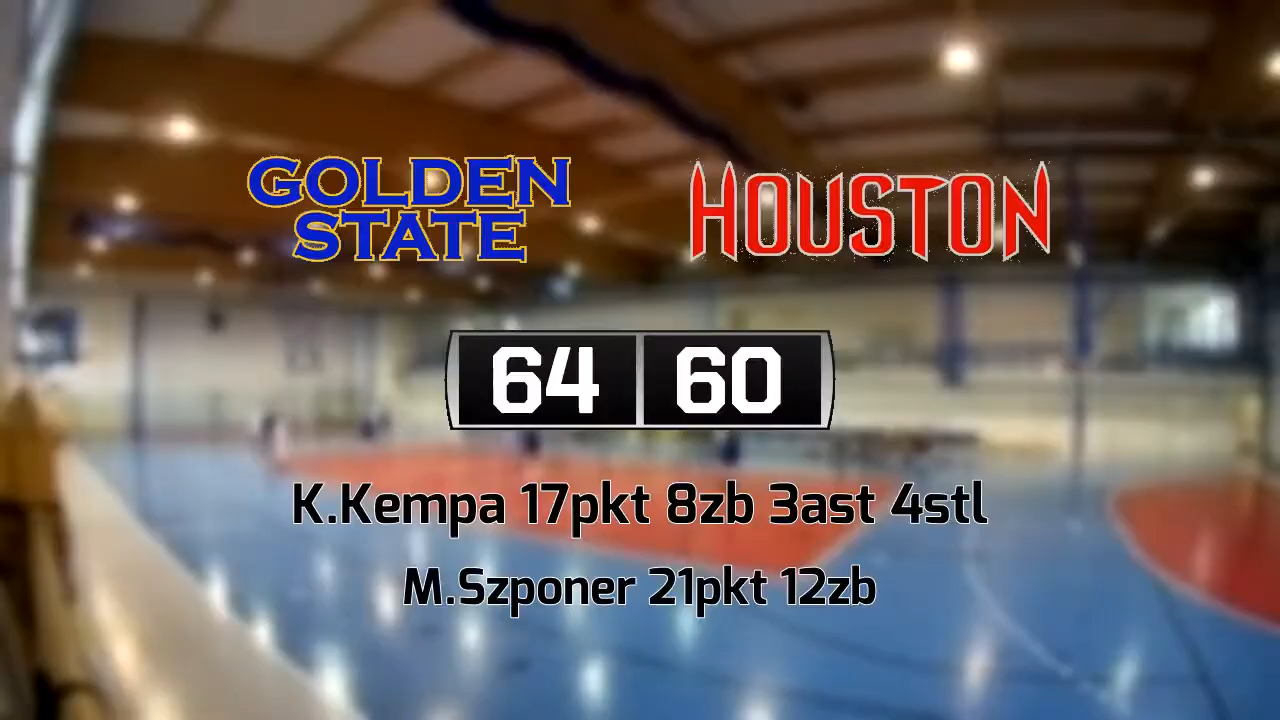 GOLDEN STATE
HOUSTON
64 60
K.Kempa 17pkt 8zb 3ast 4stl
M.Szponer 21pkt 12zb